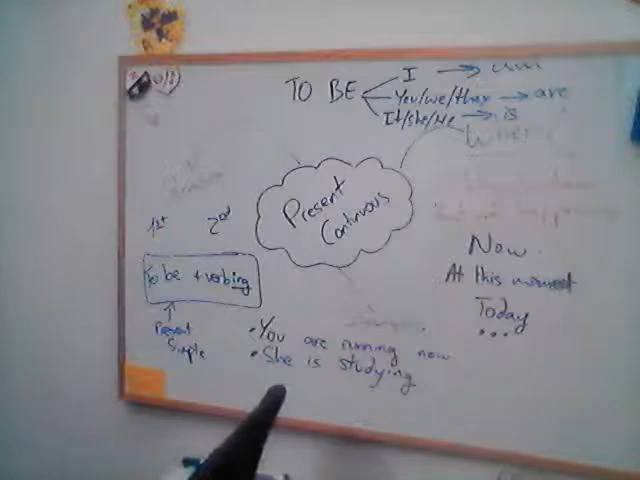 TO BE
I → am
You/we/they → are
It/she/he → is
Present
Continuous
1st 2nd
to be + verbing
Present
Simple
Now
At this moment
Today
...
• You are running now
• She is studying